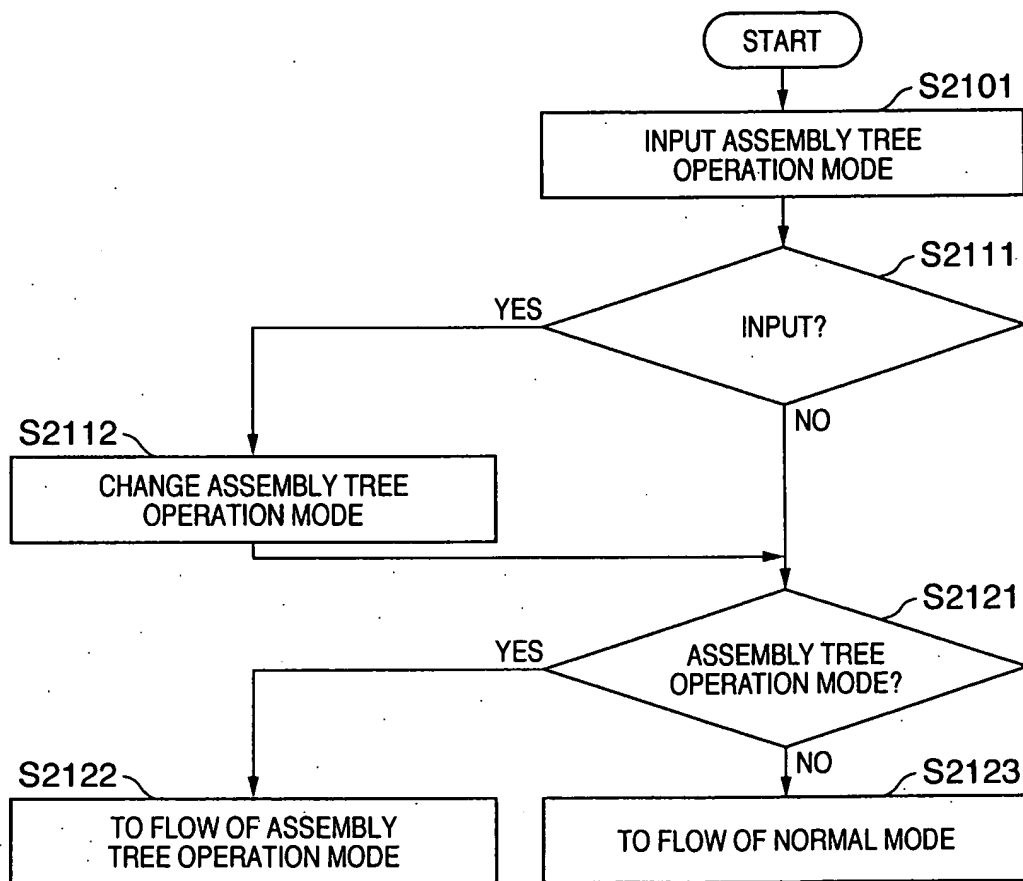 START
S2101
INPUT ASSEMBLY TREE
OPERATION MODE
S2111
YES
INPUT?
NO
S2112
CHANGE ASSEMBLY TREE
OPERATION MODE
S2121
YES
ASSEMBLY TREE
OPERATION MODE?
NO
S2122
S2123
TO FLOW OF ASSEMBLY
TREE OPERATION MODE
TO FLOW OF NORMAL MODE